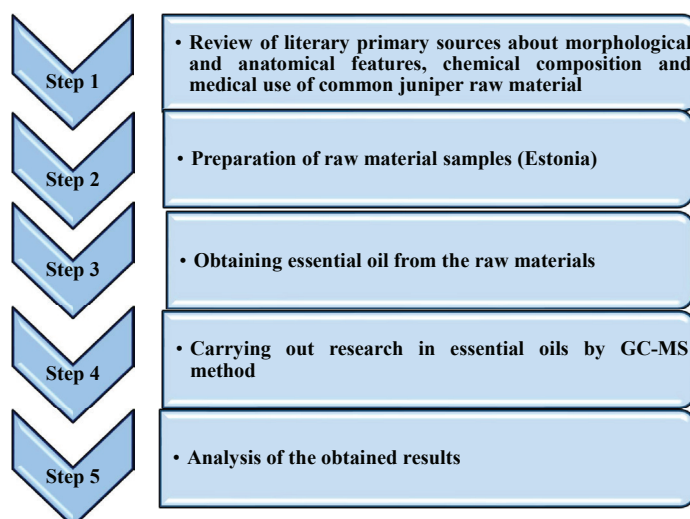 Step 1
• Review of literary primary sources about morphological
and anatomical features, chemical composition and
medical use of common juniper raw material
Step 2
• Preparation of raw material samples (Estonia)
Step 3
• Obtaining essential oil from the raw materials
Step 4
• Carrying out research in essential oils by GC-MS
method
Step 5
• Analysis of the obtained results